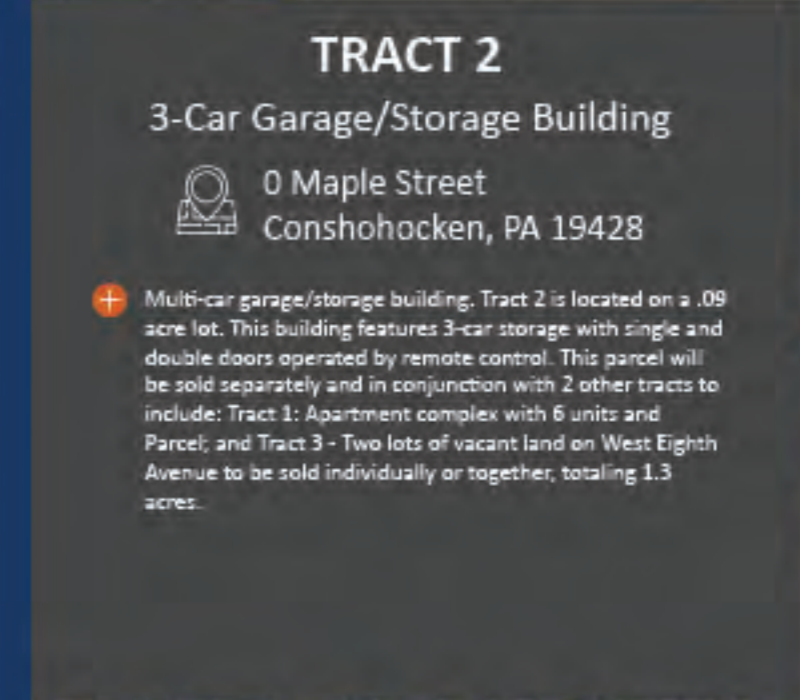 TRACT 2
3-Car Garage/Storage Building
0 Maple Street
Conshohocken, PA 19428
Multi-car garage/storage building. Tract 2 is located on a .09
acre lot. This building features 3-car storage with single and
double doors operated by remote control. This parcel will
be sold separately and in conjunction with 2 other tracts to
include: Tract 1: Apartment complex with 6 units and
Parcel; and Tract 3 - Two lots of vacant land on West Eighth
Avenue to be sold individually or together, totaling 1.3
acres.